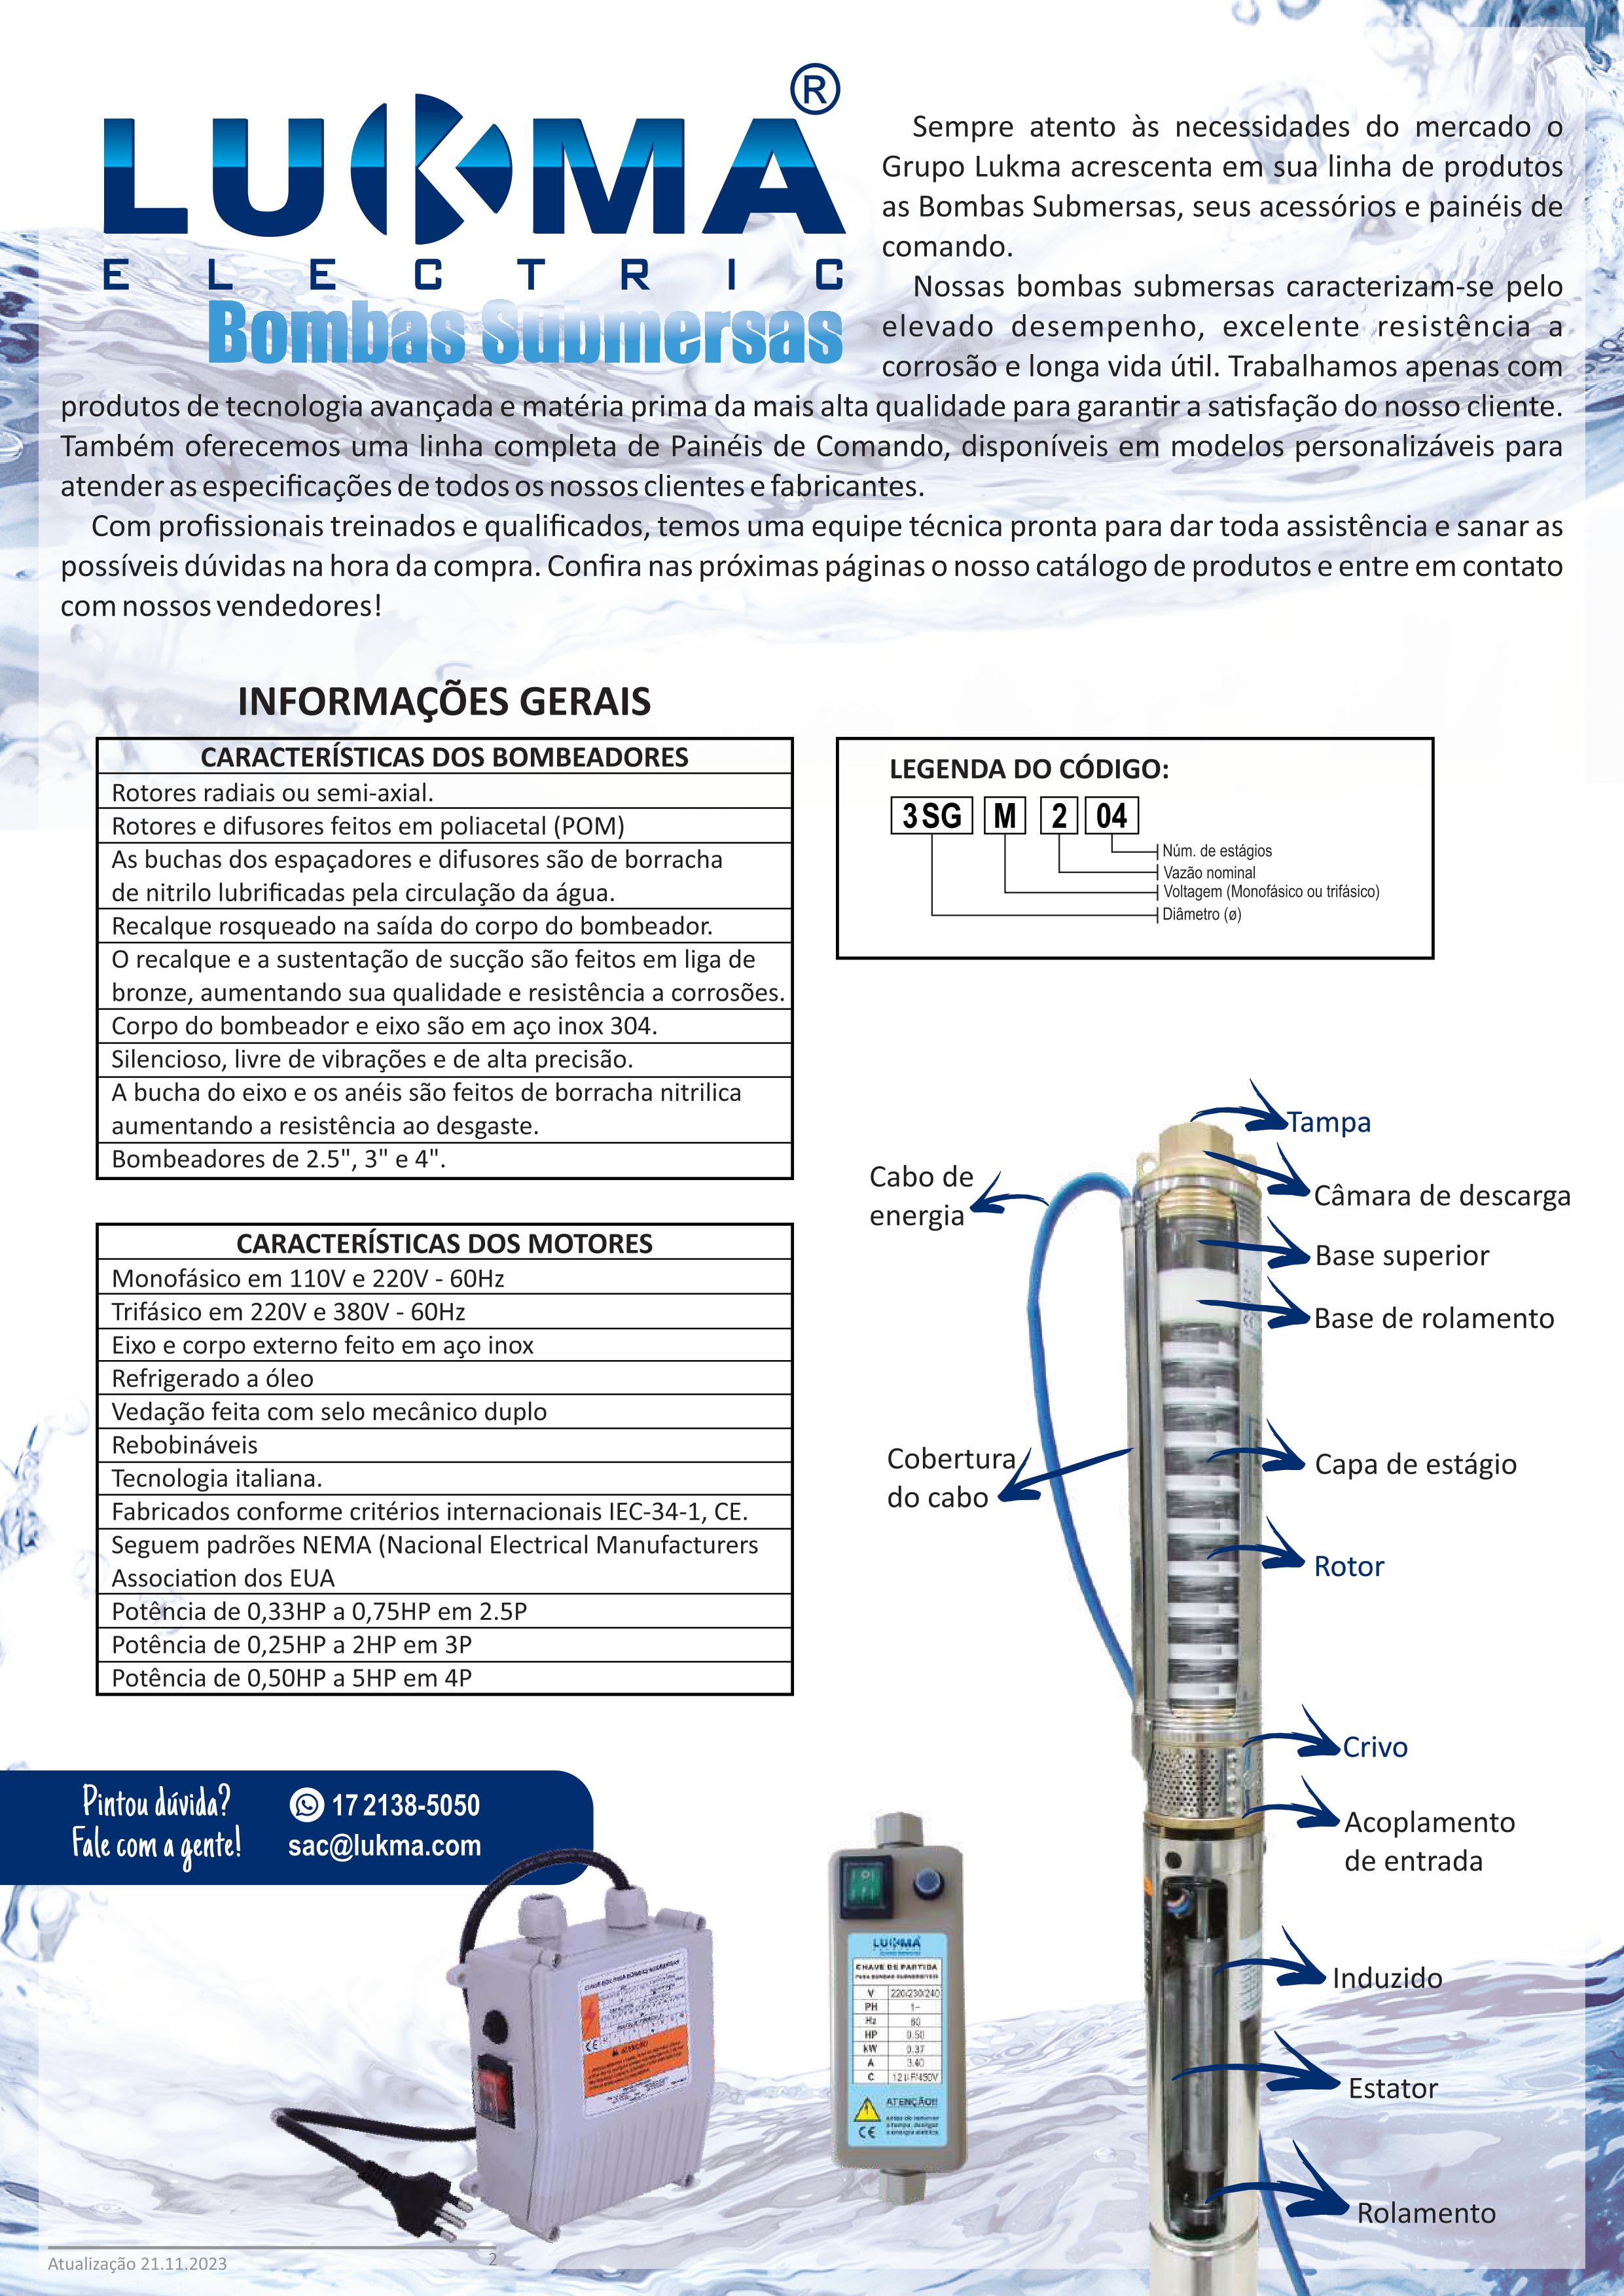 LUKMA®
ELECTRIC
Bombas Submersas
Sempre atento às necessidades do mercado o
Grupo Lukma acrescenta em sua linha de produtos
as Bombas Submersas, seus acessórios e painéis de
comando.
Nossas bombas submersas caracterizam-se pelo
elevado desempenho, excelente resistência a
corrosão e longa vida útil. Trabalhamos apenas com
produtos de tecnologia avançada e matéria prima da mais alta qualidade para garantir a satisfação do nosso cliente.
Também oferecemos uma linha completa de Painéis de Comando, disponíveis em modelos personalizáveis para
atender as especificações de todos os nossos clientes e fabricantes.
Com profissionais treinados e qualificados, temos uma equipe técnica pronta para dar toda assistência e sanar as
possíveis dúvidas na hora da compra. Confira nas próximas páginas o nosso catálogo de produtos e entre em contato
com nossos vendedores!
INFORMAÇÕES GERAIS
CARACTERÍSTICAS DOS BOMBEADORES
Rotores radiais ou semi-axial.
Rotores e difusores feitos em poliacetal (POM)
As buchas dos espaçadores e difusores são de borracha
de nitrilo lubrificadas pela circulação da água.
Recalque rosqueado na saída do corpo do bombeador.
O recalque e a sustentação de sucção são feitos em liga de
bronze, aumentando sua qualidade e resistência a corrosões.
Corpo do bombeador e eixo são em aço inox 304.
Silencioso, livre de vibrações e de alta precisão.
A bucha do eixo e os anéis são feitos de borracha nitrilica
aumentando a resistência ao desgaste.
Bombeadores de 2.5", 3" e 4".
CARACTERÍSTICAS DOS MOTORES
Monofásico em 110V e 220V - 60Hz
Trifásico em 220V e 380V - 60Hz
Eixo e corpo externo feito em aço inox
Refrigerado a óleo
Vedação feita com selo mecânico duplo
Rebobináveis
Tecnologia italiana.
Fabricados conforme critérios internacionais IEC-34-1, CE.
Seguem padrões NEMA (Nacional Electrical Manufacturers
Association dos EUA
Potência de 0,33HP a 0,75HP em 2.5P
Potência de 0,25HP a 2HP em 3P
Potência de 0,50HP a 5HP em 4P
LEGENDA DO CÓDIGO:
3SG M 2 04
Núm. de estágios
Vazão nominal
Voltagem (Monofásico ou trifásico)
Diâmetro (ø)
Tampa
Cabo de
energia
Câmara de descarga
Base superior
Base de rolamento
Cobertura
do cabo
Capa de estágio
Rotor
Crivo
Acoplamento
de entrada
Induzido
Estator
Rolamento
Pintou dúvida?
Fale com a gente!
17 2138-5050
sac@lukma.com
CE
ATENÇÃO!
LUKMA
CHAVE DE PARTIDA
PARA BOMBAS SUBMERSÍVEIS
V 220/230/240
PH 1~
Hz 60
HP 0.50
kW 0.37
A 3.40
C 12µF/450V
ATENÇÃO!!
Antes de remover
a tampa, desligar
a energia elétrica
CE
Atualização 21.11.2023
2